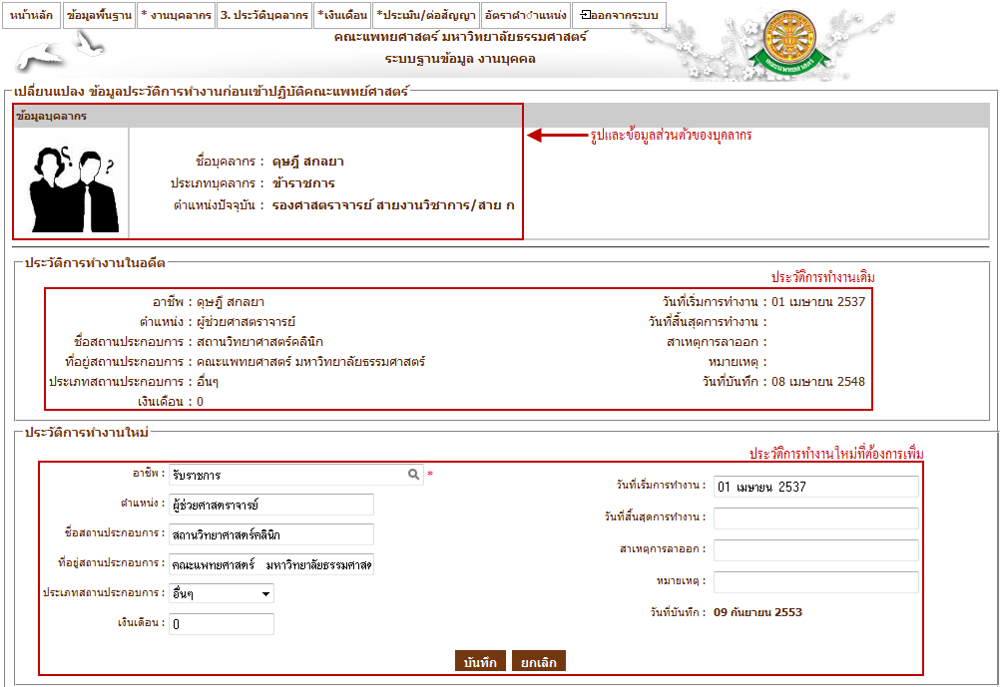 หน้าหลัก ข้อมูลพื้นฐาน * งานบุคลากร 3. ประวัติบุคลากร *เงินเดือน *ประเมิน/ต่อสัญญา อัตราตำแหน่ง ออกจากระบบ
คณะแพทยศาสตร์ มหาวิทยาลัยธรรมศาสตร์
ระบบฐานข้อมูล งานบุคคล
เปลี่ยนแปลง ข้อมูลประวัติการทำงานก่อนเข้าปฏิบัติคณะแพทย์ศาสตร์
ข้อมูลบุคลากร
รูปและข้อมูลส่วนตัวของบุคลากร
ชื่อบุคลากร : ดุษฎี สกลยา
ประเภทบุคลากร : ข้าราชการ
ตำแหน่งปัจจุบัน : รองศาสตราจารย์ สายงานวิชาการ/สาย ก
ประวัติการทำงานในอดีต
ประวัติการทำงานเดิม
อาชีพ : ดุษฎี สกลยา วันที่เริ่มการทำงาน : 01 เมษายน 2537
ตำแหน่ง : ผู้ช่วยศาสตราจารย์ วันที่สิ้นสุดการทำงาน :
ชื่อสถานประกอบการ : สถานวิทยาศาสตร์คลินิก สาเหตุการลาออก :
ที่อยู่สถานประกอบการ : คณะแพทยศาสตร์ มหาวิทยาลัยธรรมศาสตร์ หมายเหตุ :
ประเภทสถานประกอบการ : อื่นๆ วันที่บันทึก : 08 เมษายน 2548
เงินเดือน : 0
ประวัติการทำงานใหม่
ประวัติการทำงานใหม่ที่ต้องการเพิ่ม
อาชีพ : รับราชการ * วันที่เริ่มการทำงาน : 01 เมษายน 2537
ตำแหน่ง : ผู้ช่วยศาสตราจารย์ วันที่สิ้นสุดการทำงาน :
ชื่อสถานประกอบการ : สถานวิทยาศาสตร์คลินิก สาเหตุการลาออก :
ที่อยู่สถานประกอบการ : คณะแพทยศาสตร์ มหาวิทยาลัยธรรมศาสต หมายเหตุ :
ประเภทสถานประกอบการ : อื่นๆ วันที่บันทึก : 09 กันยายน 2553
เงินเดือน : 0
บันทึก ยกเลิก